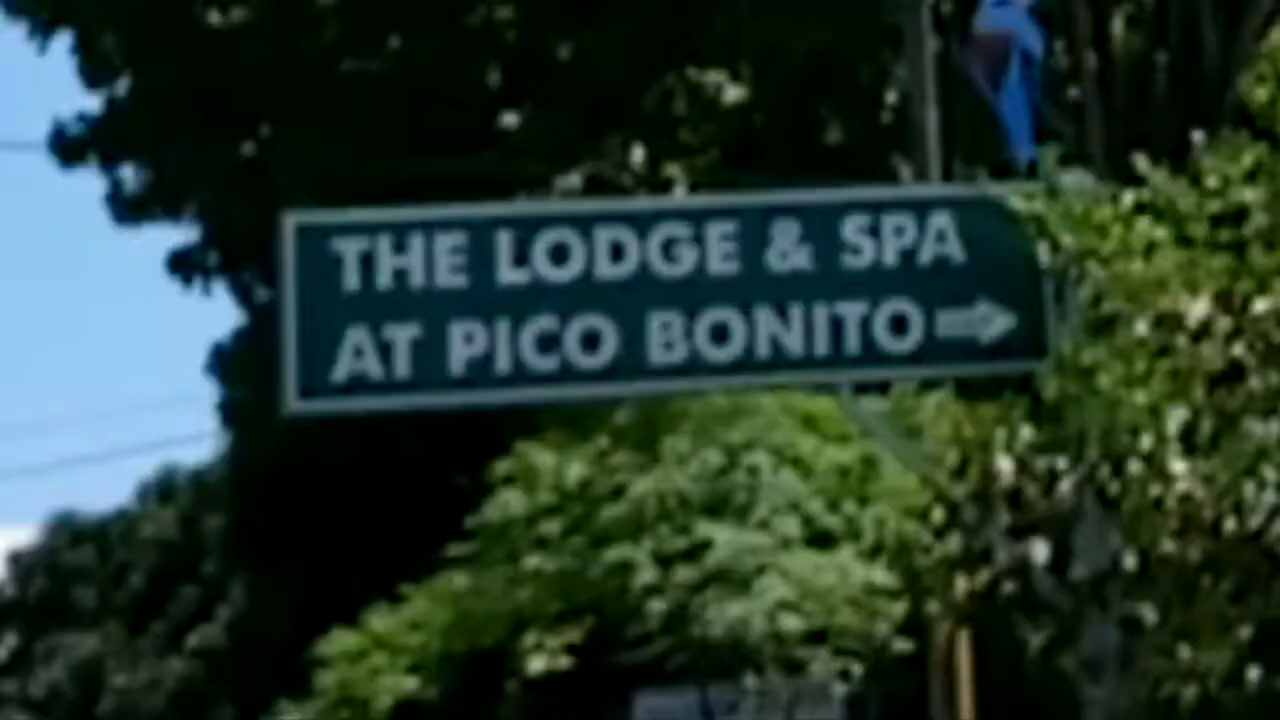 THE LODGE & SPA
AT PICO BONITO →